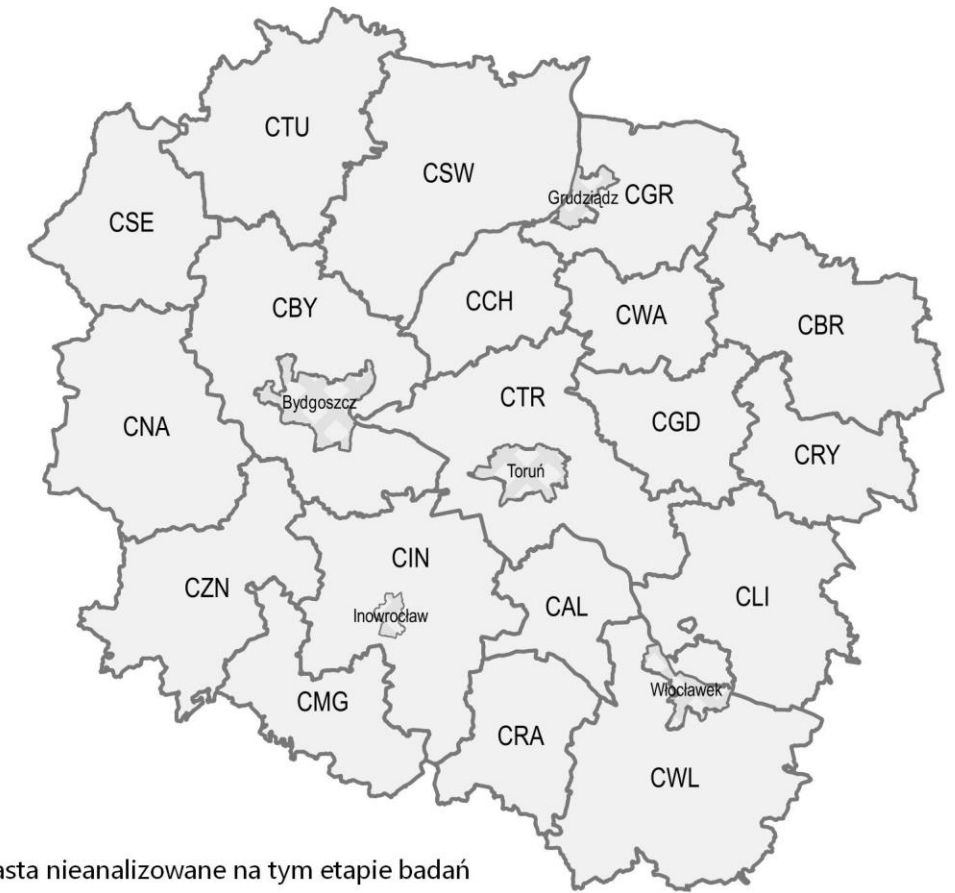 CTU
CSW
CSE
Grudziądz
CGR
CBY
CCH
CWA
CBR
CNA
Bydgoszcz
CTR
CGD
CRY
Toruń
CIN
CZN
Inowrocław
CAL
CLI
CMG
Włocławek
CRA
CWL
asta nieanalizowane na tym etapie badań